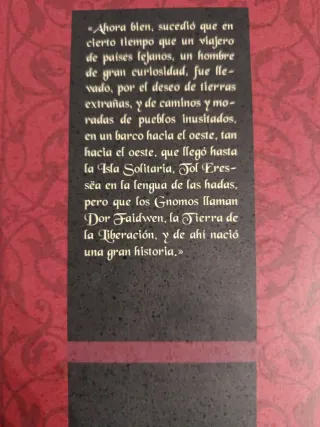 «Ahora bien, sucedió que en
cierto tiempo que un viajero
de países lejanos, un hombre
de gran curiosidad, fue lle-
vado, por el deseo de tierras
extrañas, y de caminos y mo-
radas de pueblos inusitados,
en un barco hacia el oeste, tan
hacia el oeste, que llegó hasta
la Isla Solitaria, Tol Eres-
sëa en la lengua de las hadas,
pero que los Gnomos llaman
Dor Faidwen, la Tierra de
la Liberación, y de ahí nació
una gran historia.»